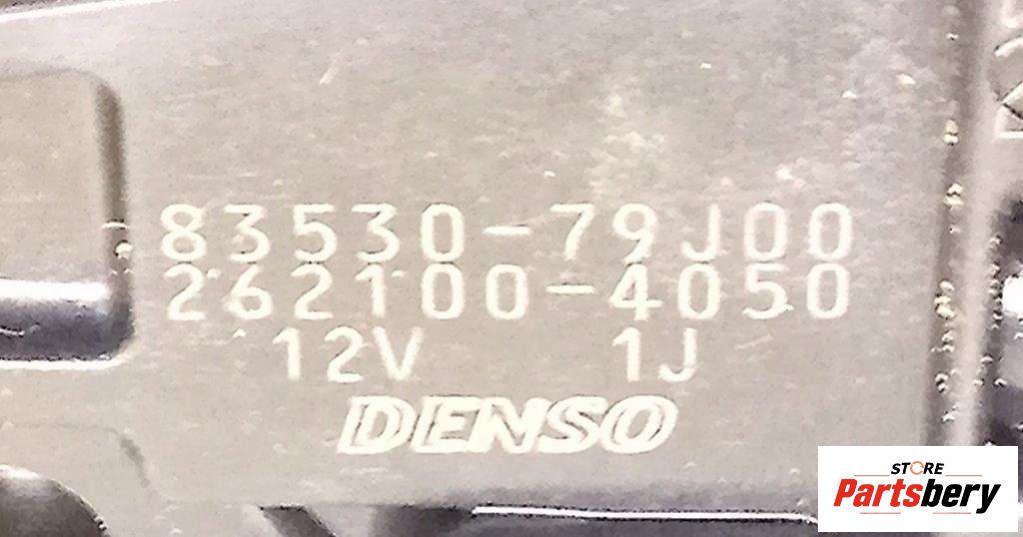 83530-79J00
262100-4050
12V 1J
DENSO
STORE
Partsbery